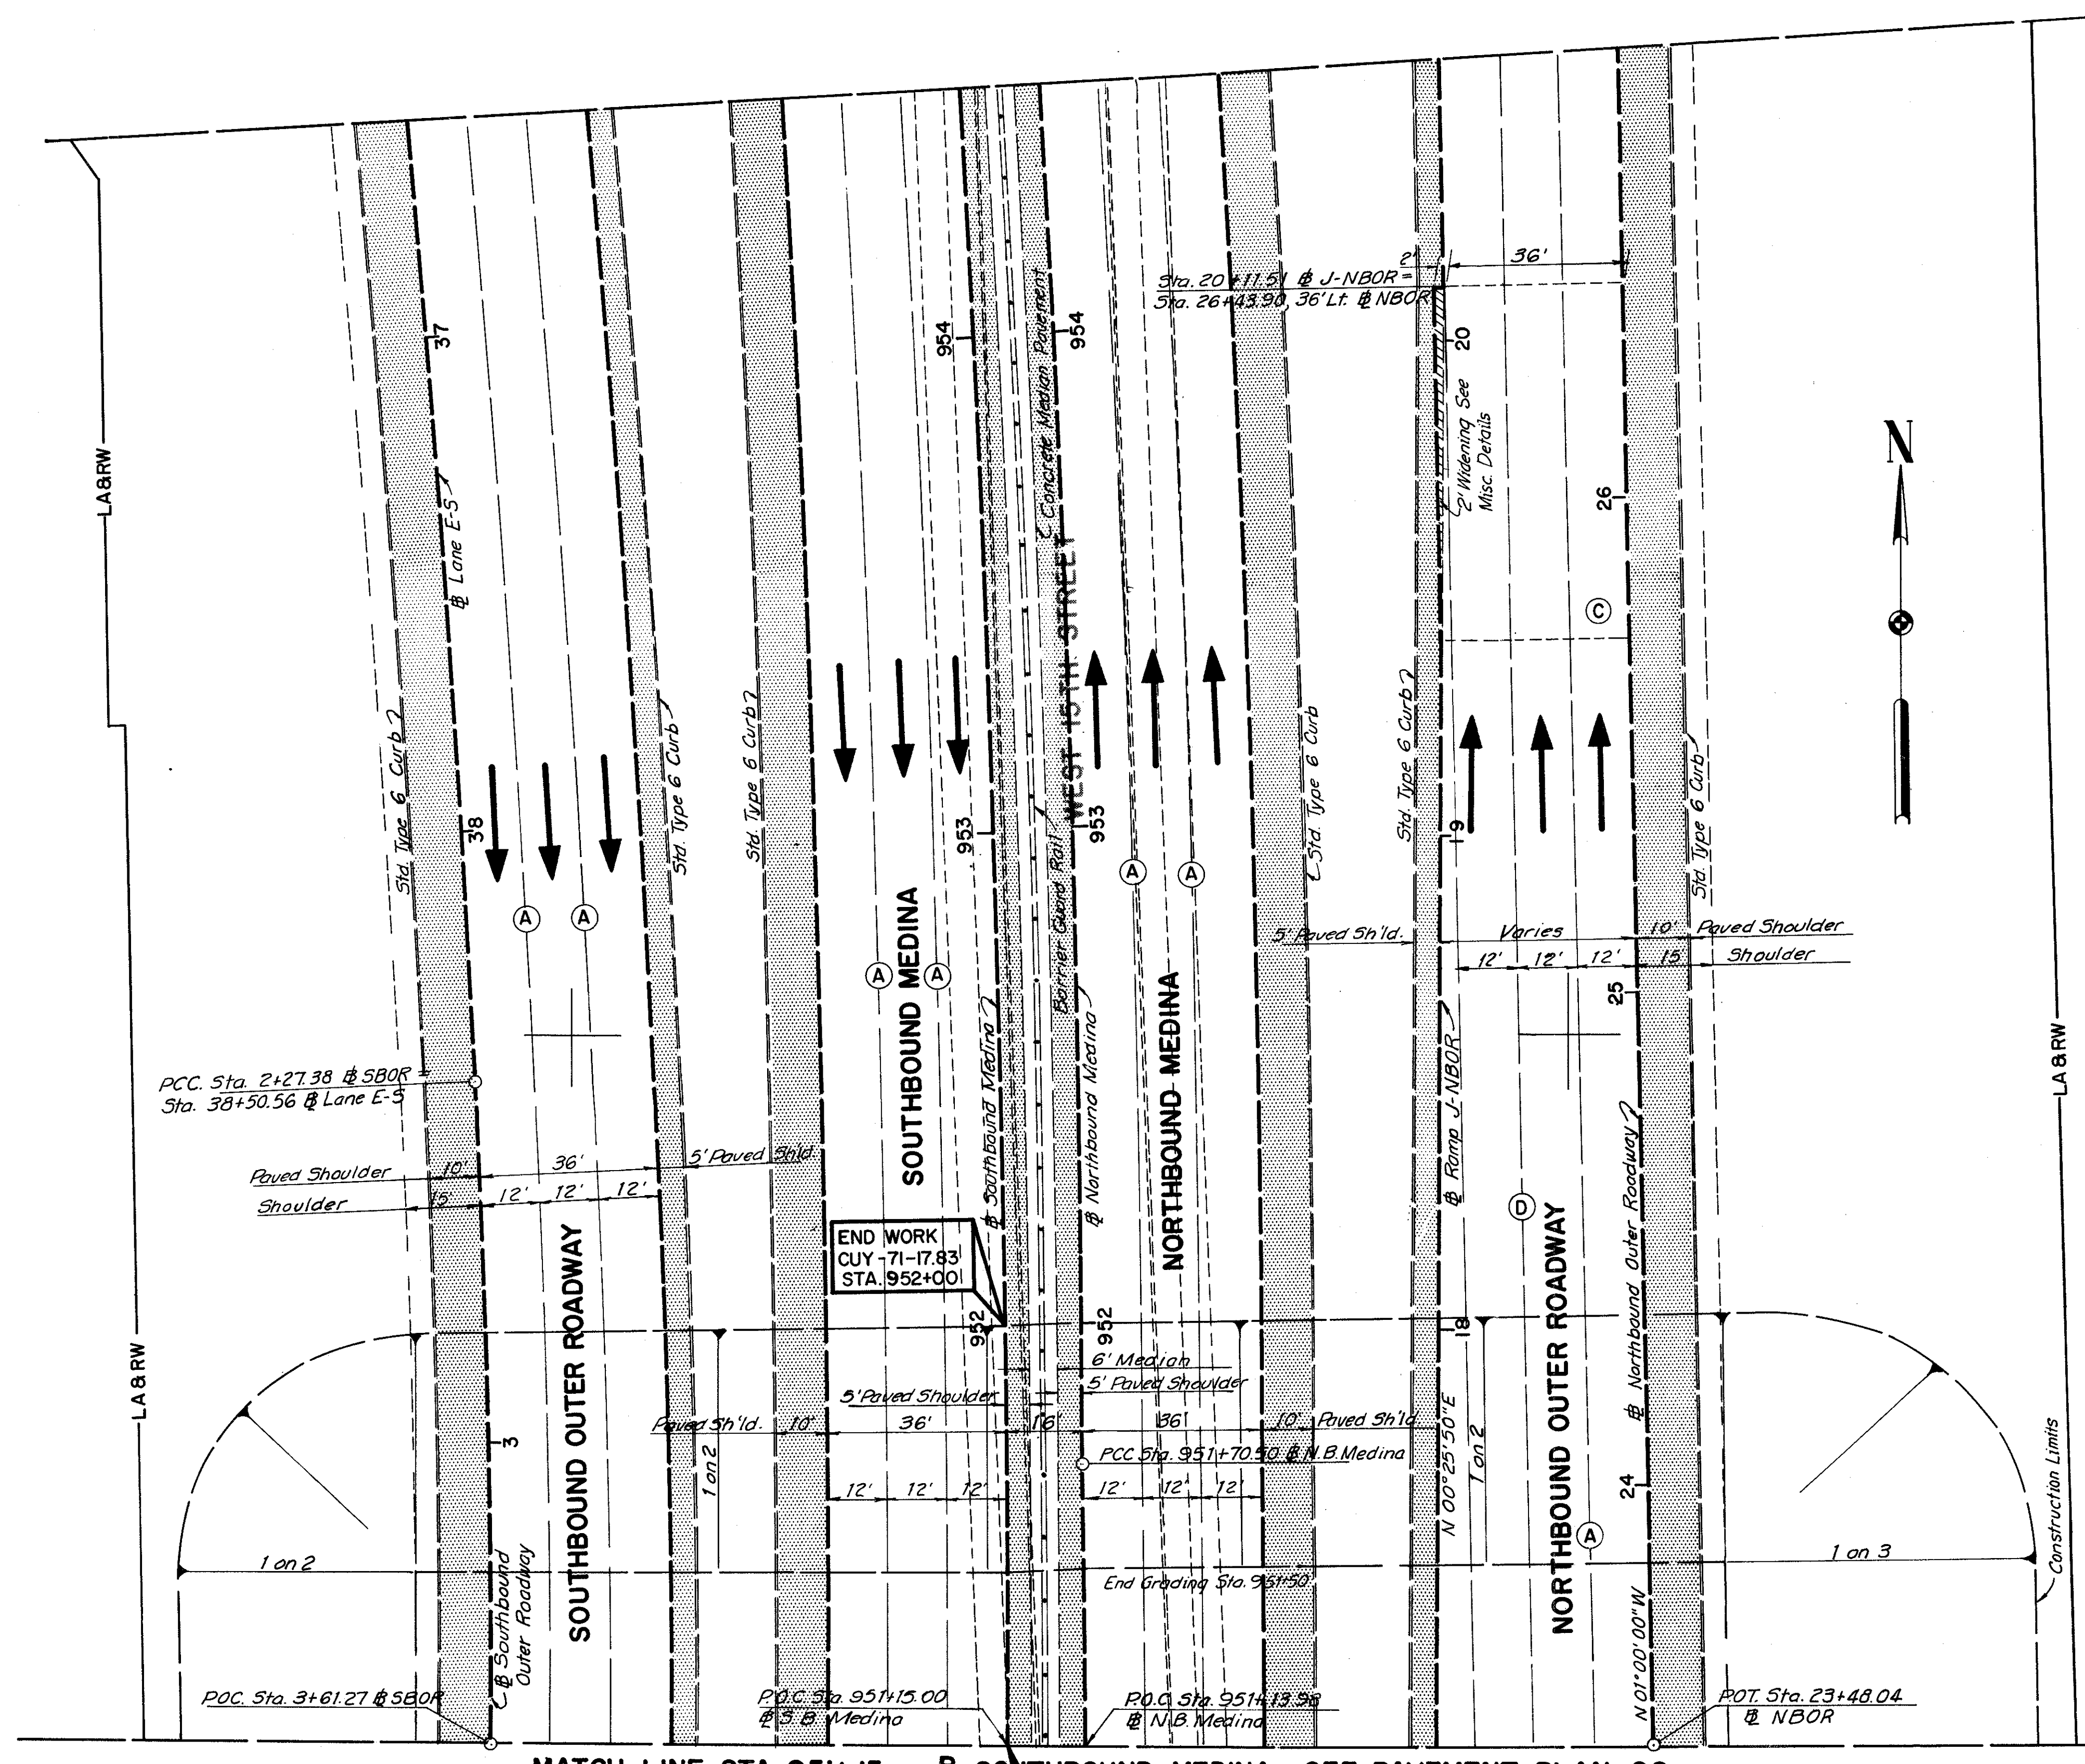 LA & RW
37
954
954
℄ Concrete Median Pavement
2'
36'
Sta. 20+11.51 ⅊ J-NBOR =
Sta. 26+43.90, 36' Lt. ⅊ NBOR
20
2' Widening See
Misc. Details
26
N
⅊ Lane E-S
WEST 15TH STREET
C
Std. Type 6 Curb
Std. Type 6 Curb
Std. Type 6 Curb
Std. Type 6 Curb
Std. Type 6 Curb
Std. Type 6 Curb
38
953
953
19
A
A
A
A
A
A
Barrier Guard Rail
SOUTHBOUND MEDINA
NORTHBOUND MEDINA
5' Paved Sh'ld.
Varies
10'
Paved Shoulder
12'
12'
12'
15'
Shoulder
25
⅊ Southbound Medina
⅊ Northbound Medina
⅊ Ramp J-NBOR
⅊ Northbound Outer Roadway
LA & RW
PCC. Sta. 2+27.38 ⅊ SBOR =
Sta. 38+50.56 ⅊ Lane E-S
Paved Shoulder
10'
36'
5' Paved Sh'ld
Shoulder
15'
12'
12'
12'
D
END WORK
CUY-71-17.83
STA. 952+00
LA & RW
SOUTHBOUND OUTER ROADWAY
NORTHBOUND OUTER ROADWAY
952
952
18
6' Median
5' Paved Shoulder
5' Paved Shoulder
Paved Sh'ld.
10'
36'
16'
36'
10'
Paved Sh'ld
3
1 on 2
PCC Sta. 951+70.50 ⅊ N.B. Medina
N 00° 25' 50" E
1 on 2
24
12'
12'
12'
12'
12'
12'
A
Construction Limits
1 on 2
1 on 3
End Grading Sta. 951+50
⅊ Southbound
Outer Roadway
N 01° 00' 00" W
P.O.C. Sta. 3+61.27 ⅊ SBOR
P.O.C. Sta. 951+15.00
⅊ S.B. Medina
P.O.C. Sta. 951+13.98
⅊ N.B. Medina
P.O.T. Sta. 23+48.04
⅊ NBOR